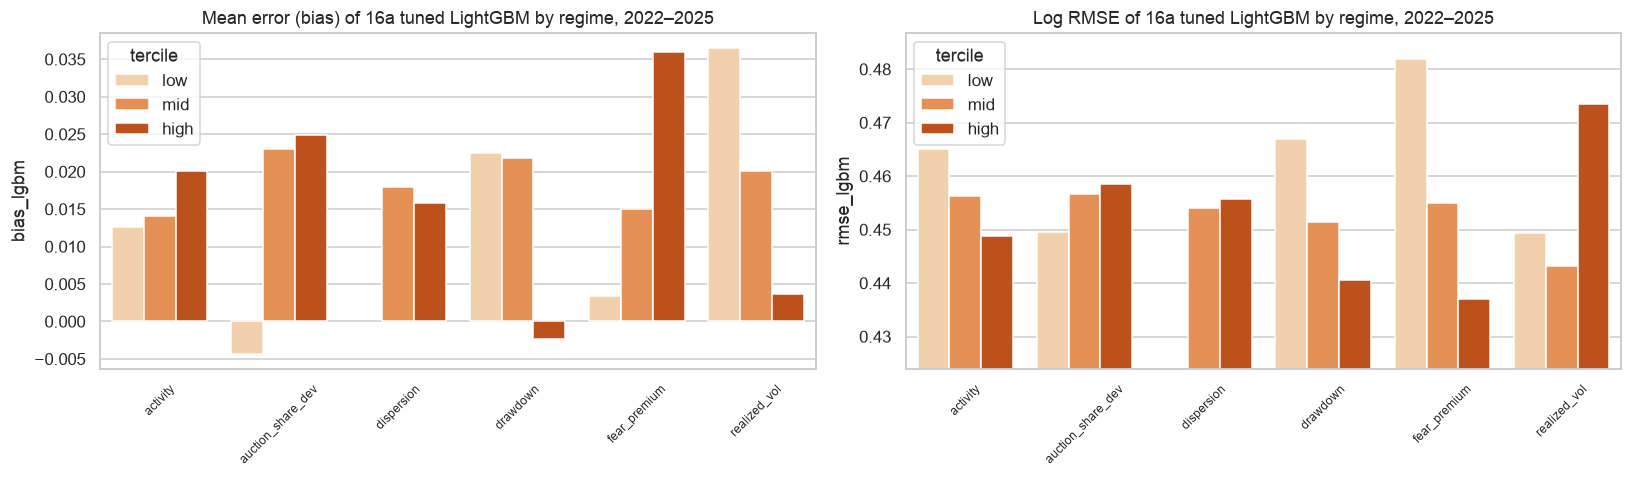 Mean error (bias) of 16a tuned LightGBM by regime, 2022–2025
tercile
low
mid
high
0.035
0.030
0.025
0.020
0.015
0.010
0.005
0.000
−0.005
bias_lgbm
activity
auction_share_dev
dispersion
drawdown
fear_premium
realized_vol
Log RMSE of 16a tuned LightGBM by regime, 2022–2025
tercile
low
mid
high
0.48
0.47
0.46
0.45
0.44
0.43
rmse_lgbm
activity
auction_share_dev
dispersion
drawdown
fear_premium
realized_vol